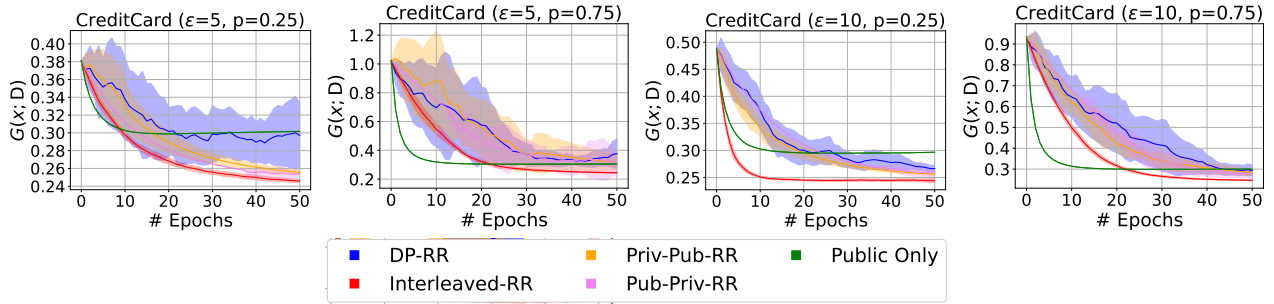 CreditCard (ε=5, p=0.25)
G(x; D)
0.40
0.38
0.36
0.34
0.32
0.30
0.28
0.26
0.24
0 10 20 30 40 50
# Epochs
CreditCard (ε=5, p=0.75)
G(x; D)
1.2
1.0
0.8
0.6
0.4
0.2
0 10 20 30 40 50
# Epochs
CreditCard (ε=10, p=0.25)
G(x; D)
0.50
0.45
0.40
0.35
0.30
0.25
0 10 20 30 40 50
# Epochs
CreditCard (ε=10, p=0.75)
G(x; D)
0.9
0.8
0.7
0.6
0.5
0.4
0.3
0 10 20 30 40 50
# Epochs
DP-RR Priv-Pub-RR Public Only
Interleaved-RR Pub-Priv-RR